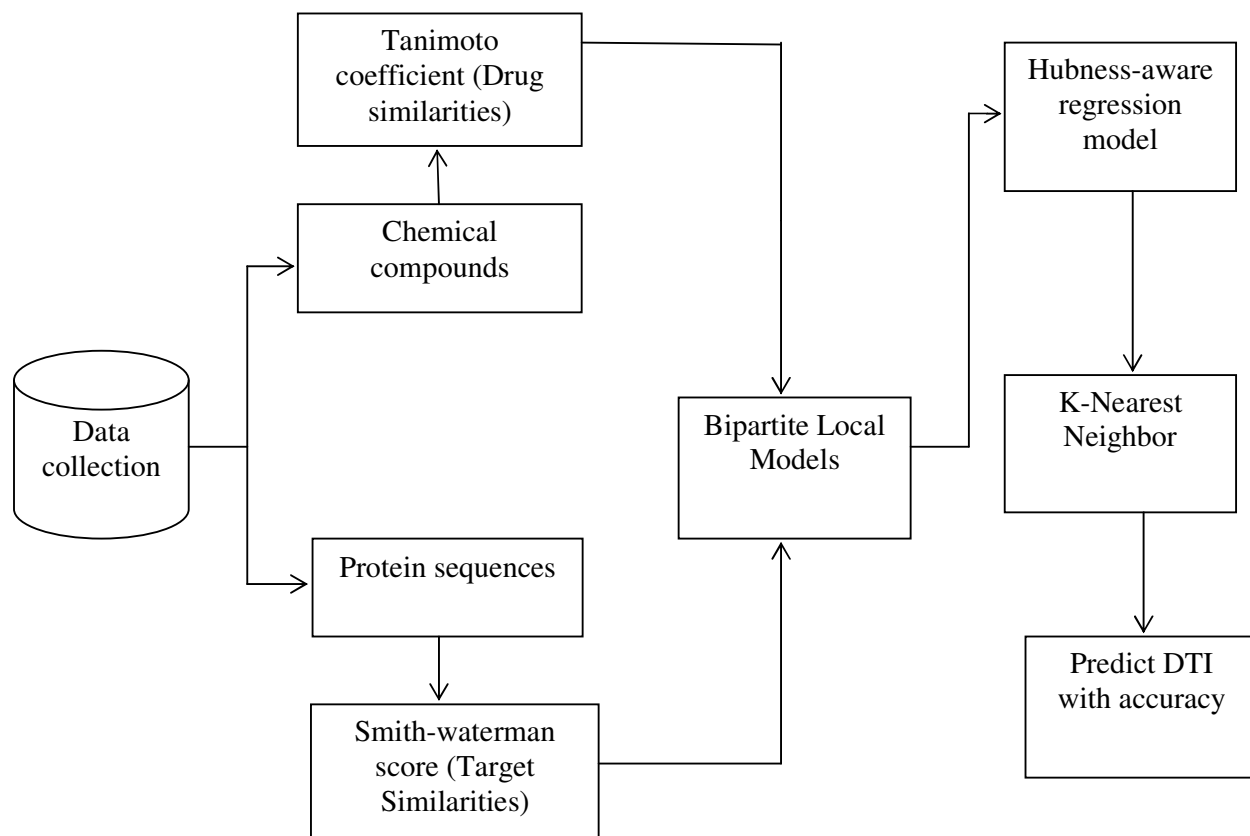 Tanimoto
coefficient (Drug
similarities)
Chemical
compounds
Data
collection
Protein sequences
Smith-waterman
score (Target
Similarities)
Bipartite Local
Models
Hubness-aware
regression
model
K-Nearest
Neighbor
Predict DTI
with accuracy